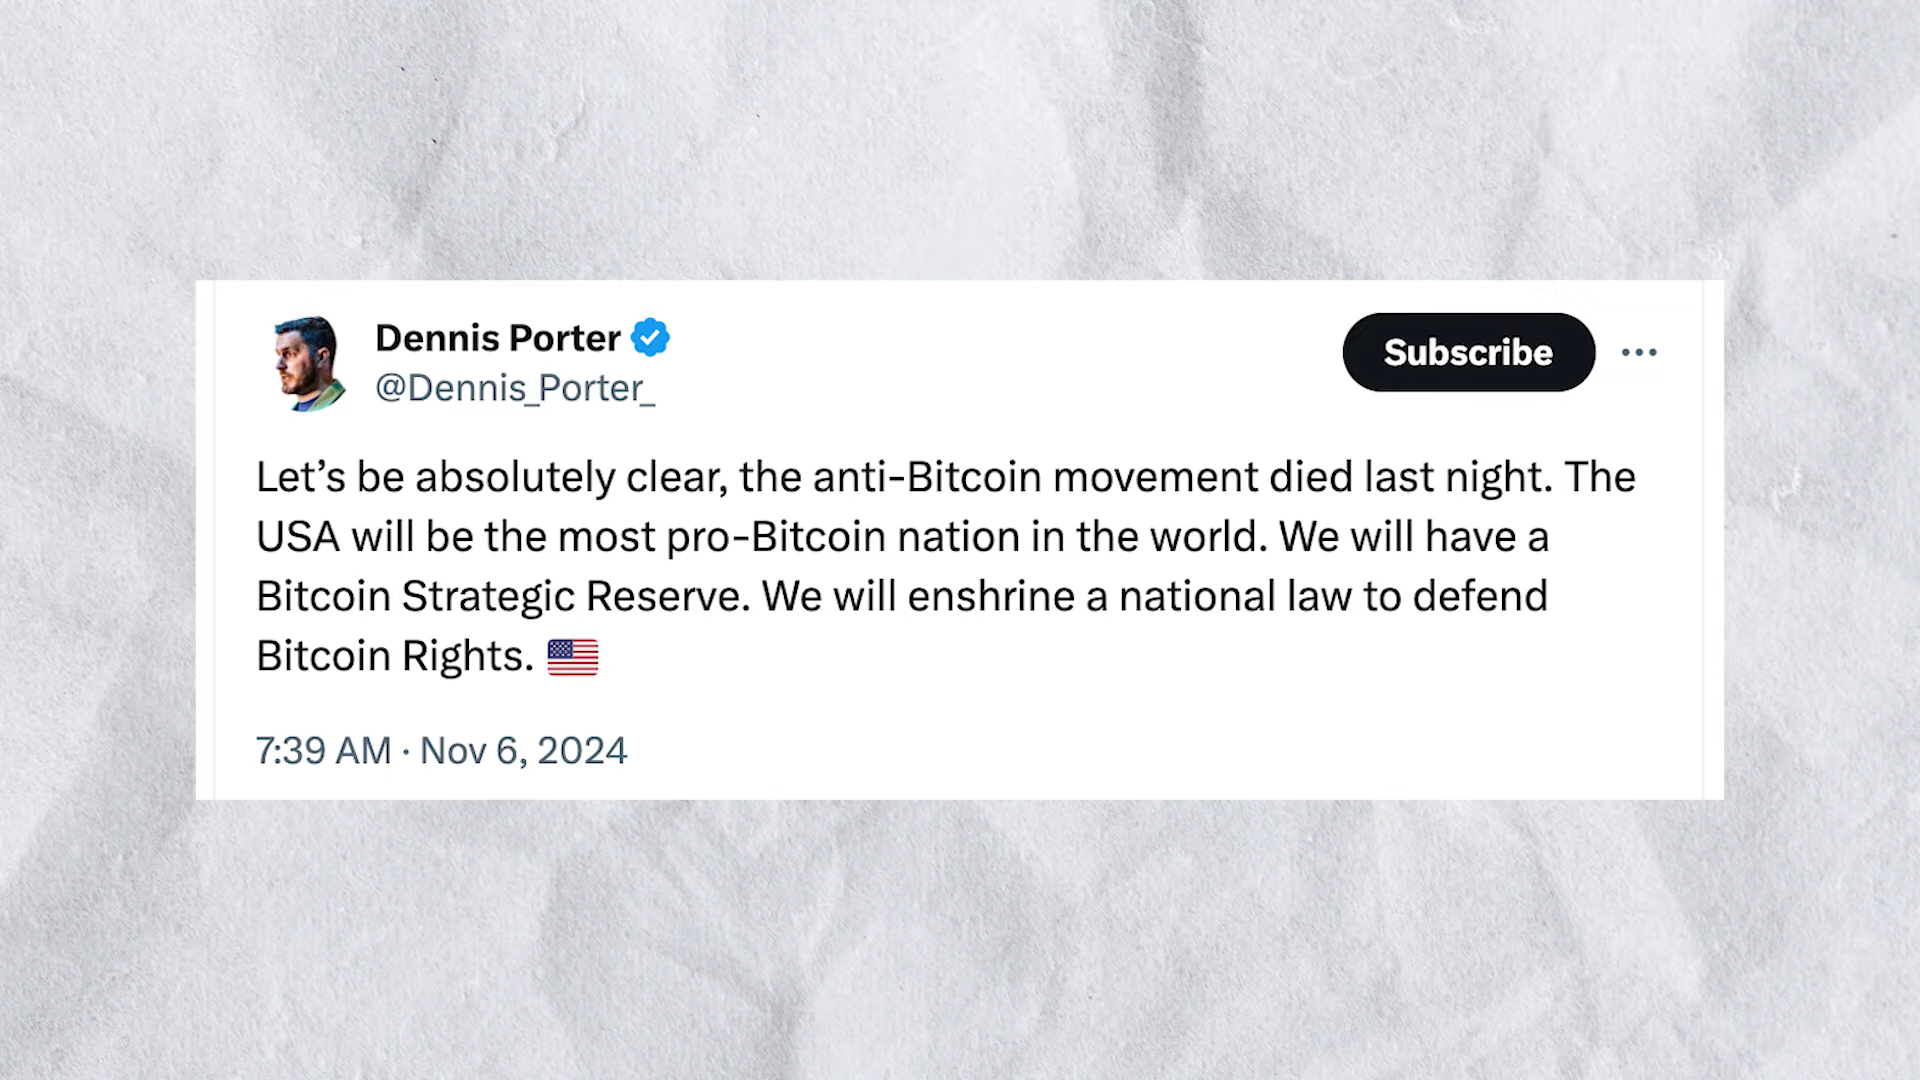 Dennis Porter
@Dennis_Porter_
Subscribe
Let’s be absolutely clear, the anti-Bitcoin movement died last night. The
USA will be the most pro-Bitcoin nation in the world. We will have a
Bitcoin Strategic Reserve. We will enshrine a national law to defend
Bitcoin Rights. 🇺🇸
7:39 AM · Nov 6, 2024